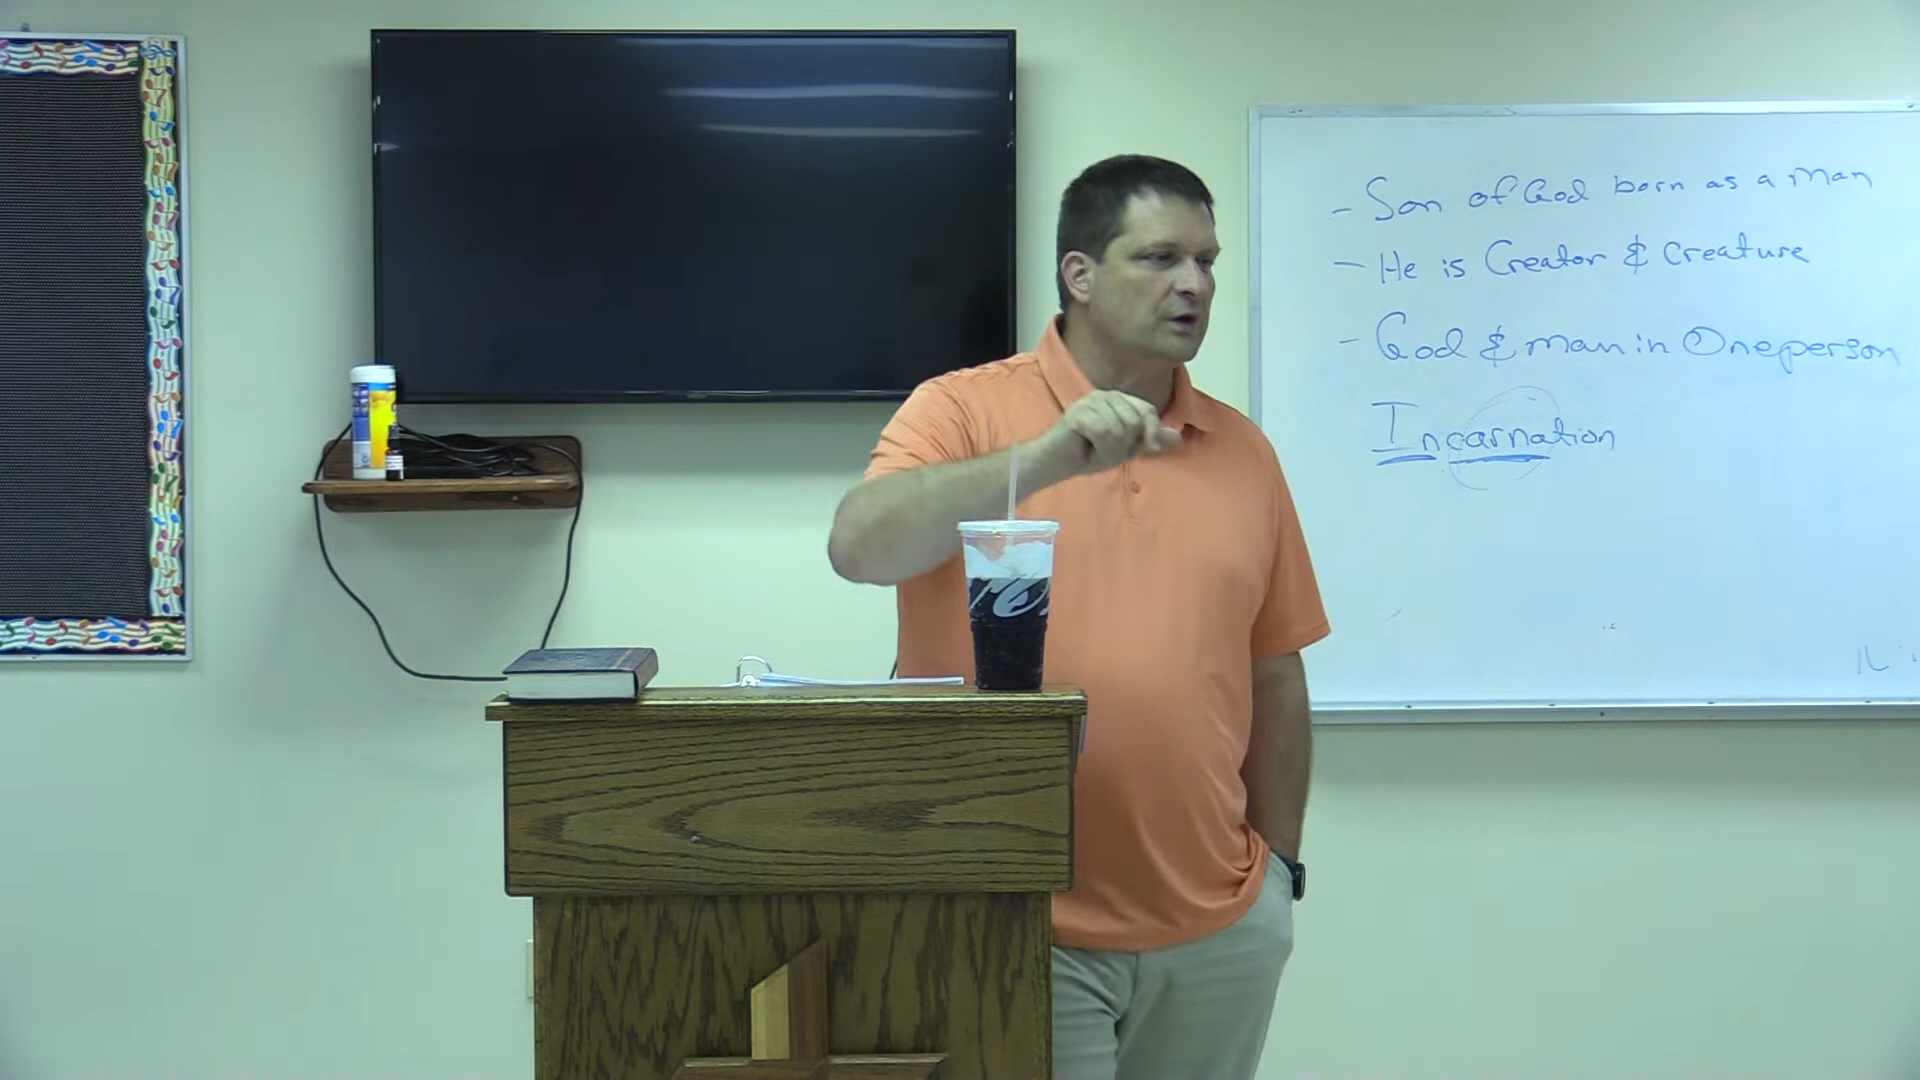 - Son of God born as a man
- He is Creator & Creature
- God & man in One person
Incarnation